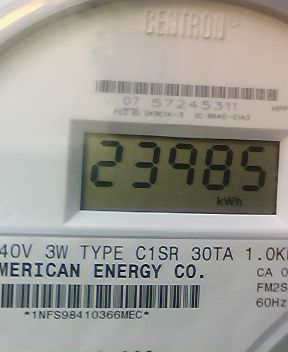 CENTRON®
07 57245311
23985
kWh
40V 3W TYPE C1SR 30TA 1.0K
MERICAN ENERGY CO.
CA 0
FM2S
60Hz
*1NFS98410366MEC*